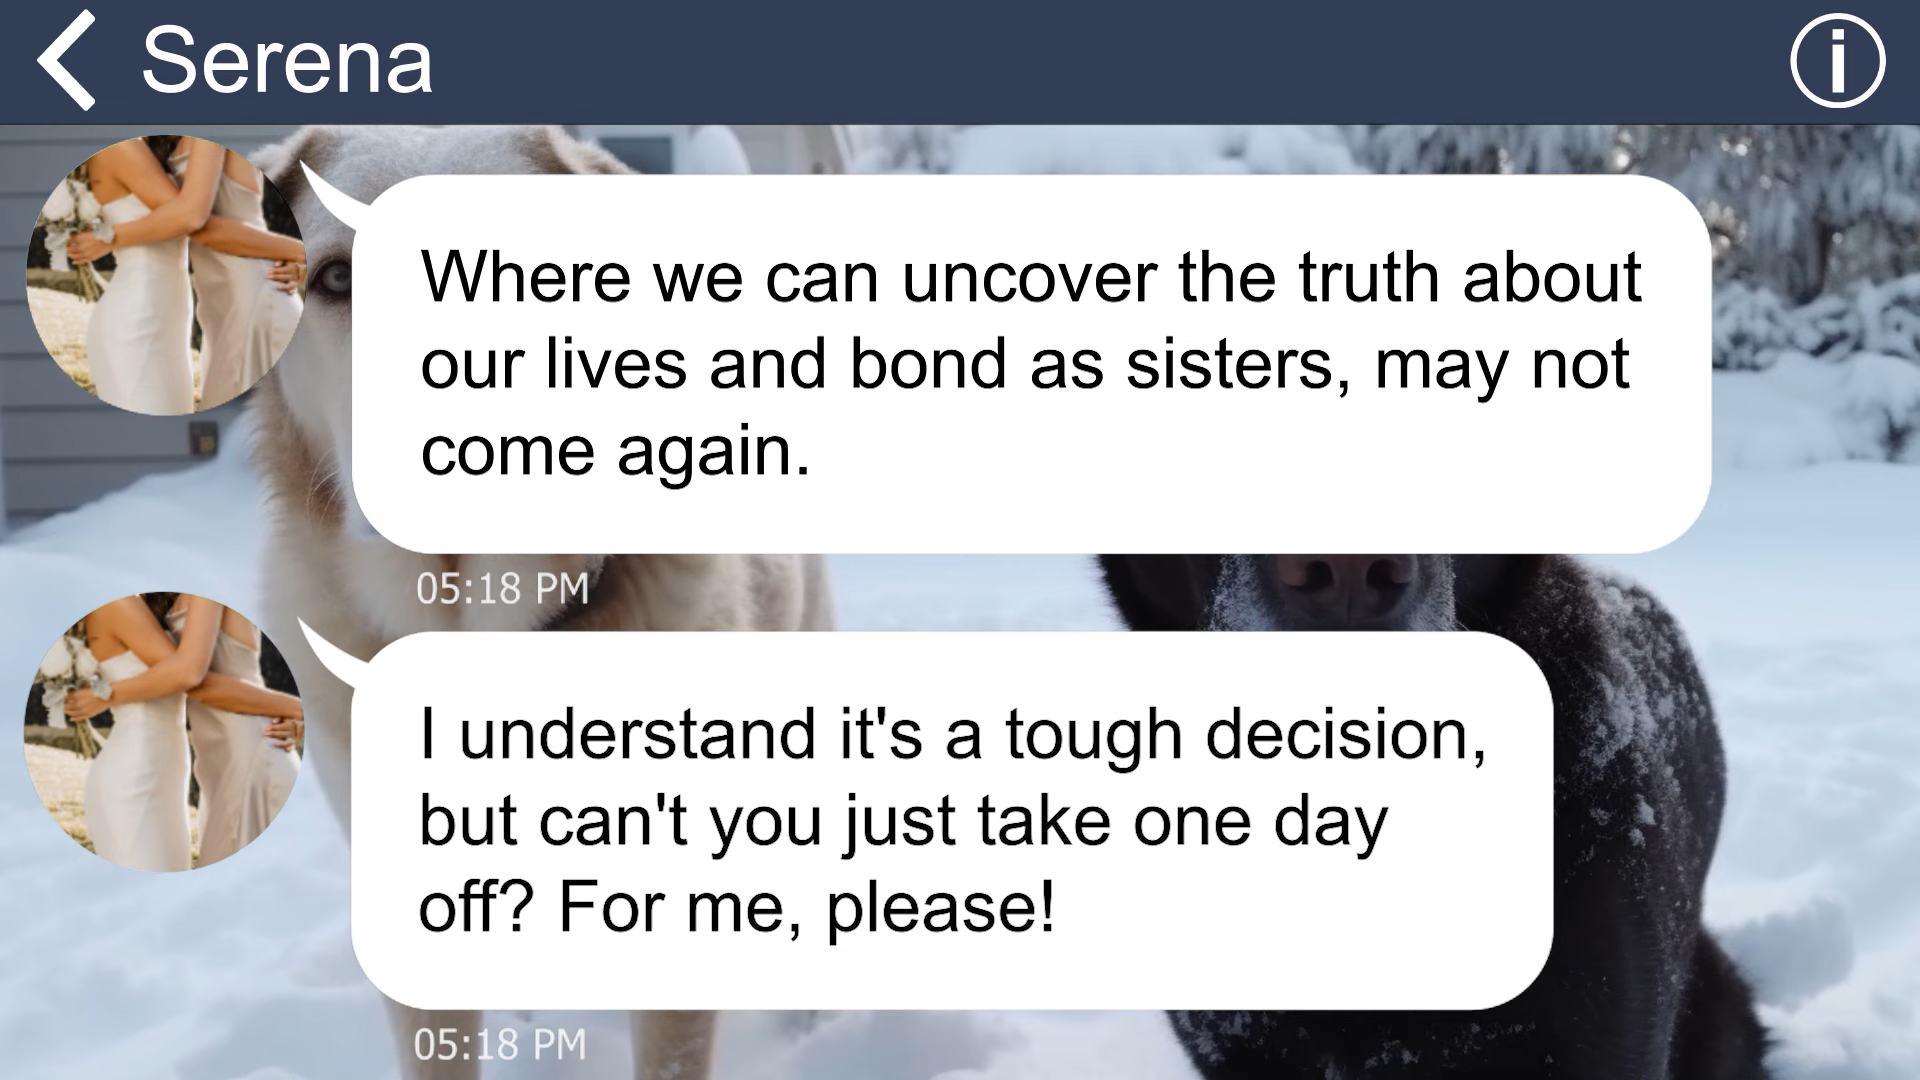 Serena
Where we can uncover the truth about
our lives and bond as sisters, may not
come again.
05:18 PM
I understand it's a tough decision,
but can't you just take one day
off? For me, please!
05:18 PM